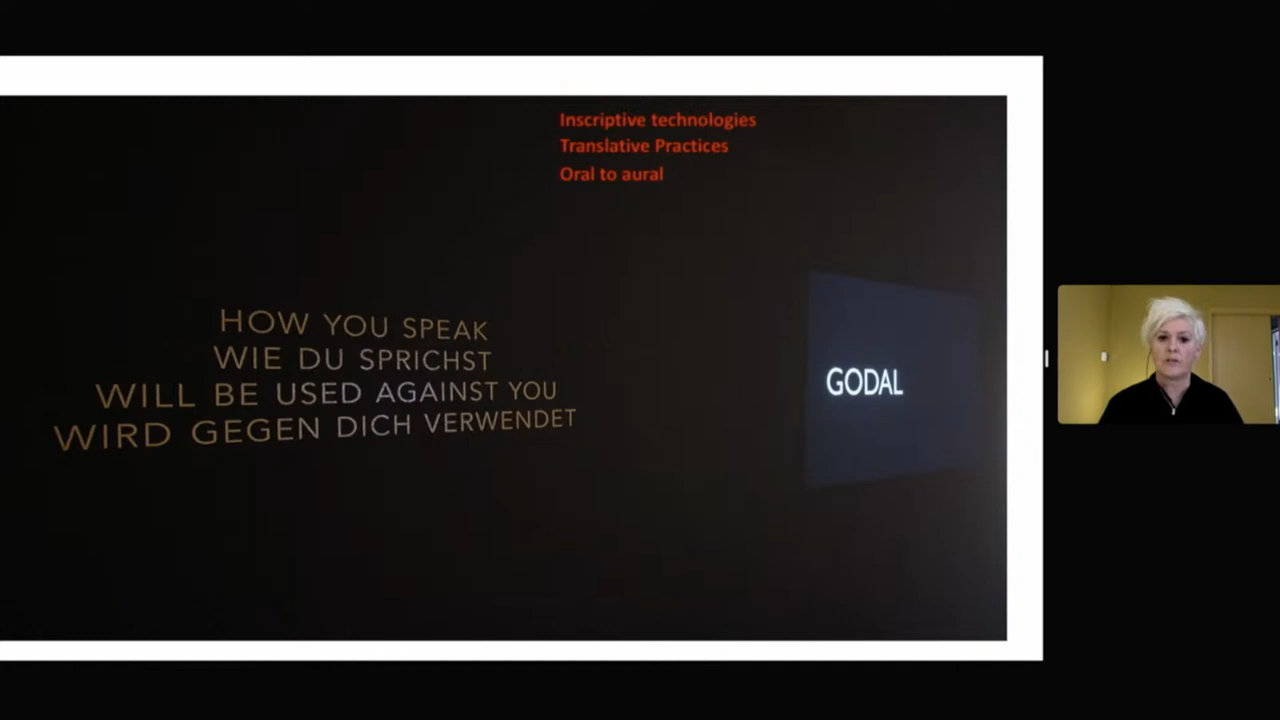 Inscriptive technologies
Translative Practices
Oral to aural
HOW YOU SPEAK
WIE DU SPRICHST
WILL BE USED AGAINST YOU
WIRD GEGEN DICH VERWENDET
GODAL